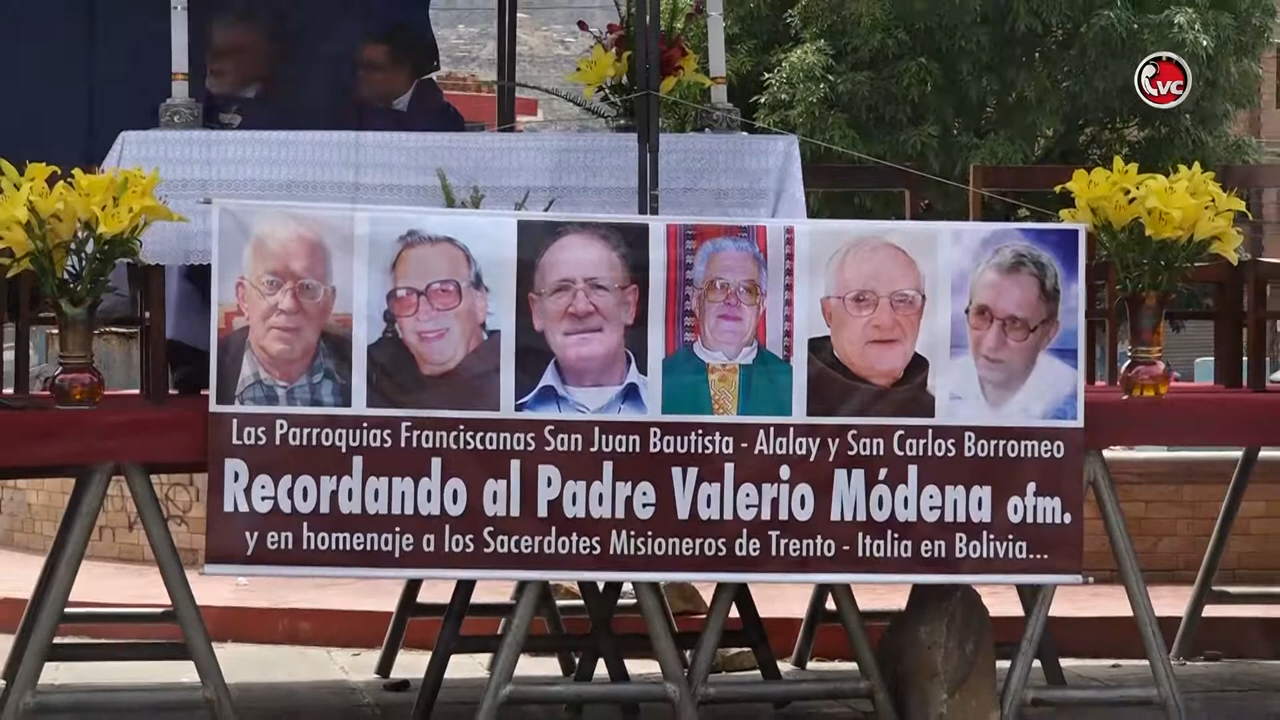 VC
Las Parroquias Franciscanas San Juan Bautista - Alalay y San Carlos Borromeo
Recordando al Padre Valerio Módena ofm.
y en homenaje a los Sacerdotes Misioneros de Trento - Italia en Bolivia...